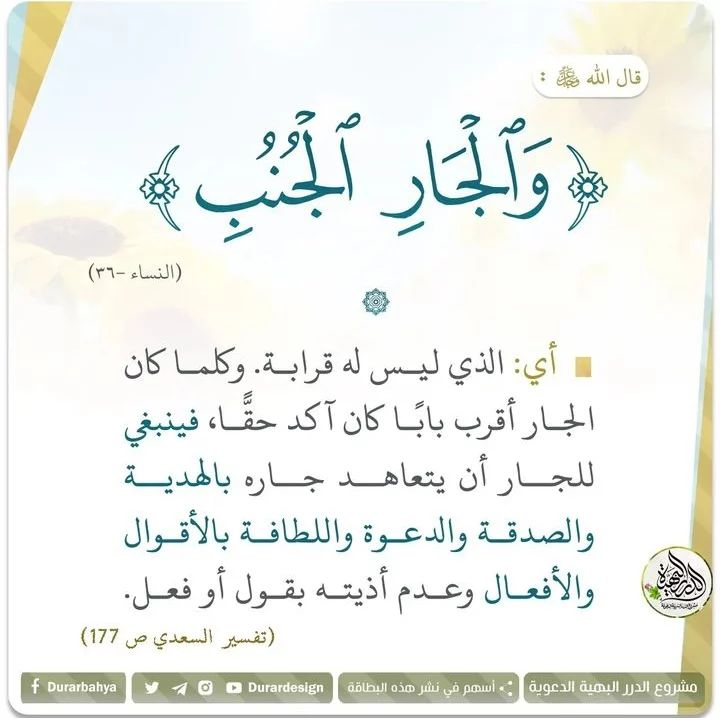 قال الله ﷻ :
﴿ وَٱلْجَارِ ٱلْجُنُبِ ﴾
(النساء -٣٦)
أي: الذي ليس له قرابة. وكلما كان
الجار أقرب بابًا كان آكد حقًّا، فينبغي
للجار أن يتعاهد جاره بالهدية
والصدقة والدعوة واللطافة بالأقوال
والأفعال وعدم أذيته بقول أو فعل.
(تفسير السعدي ص 177)
الدرر البهية
مشروع الدرر البهية الدعوية
أسهم في نشر هذه البطاقة
Durardesign
Durarbahya